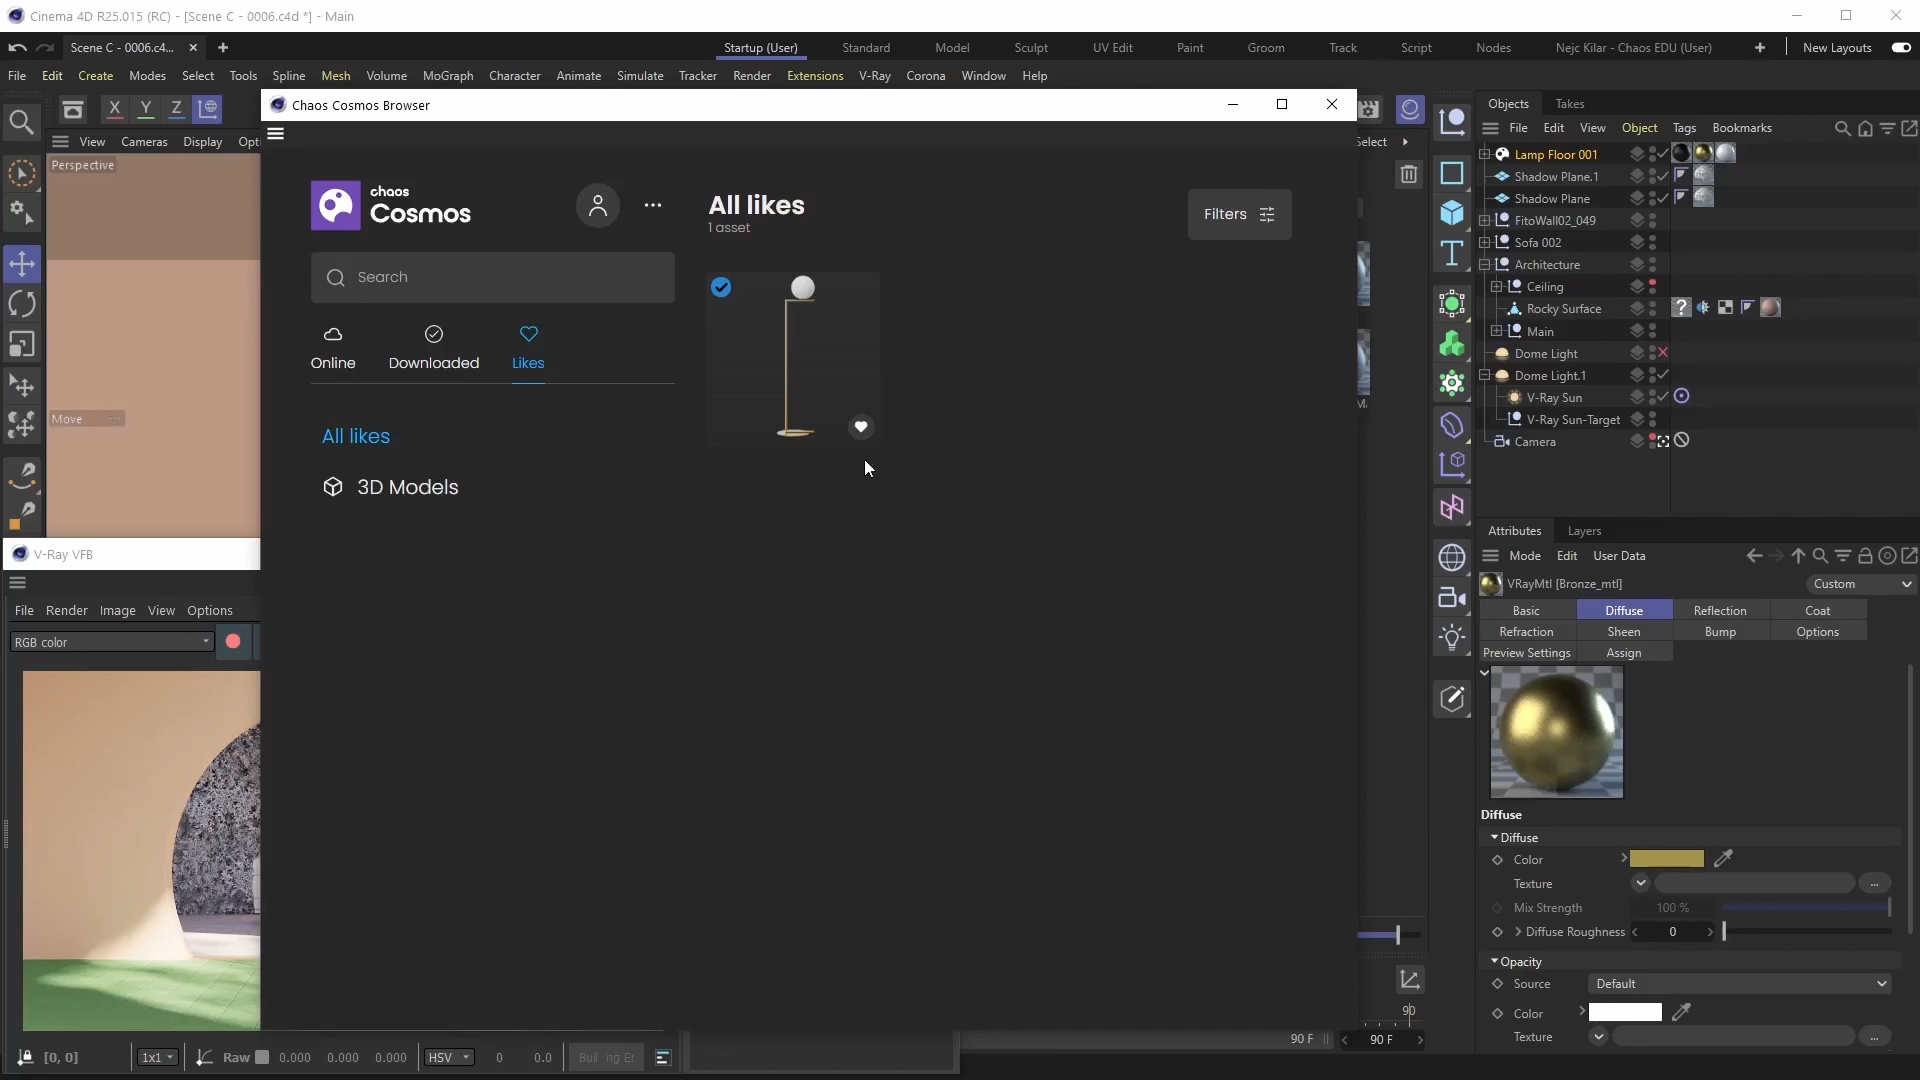 Cinema 4D R25.015 (RC) - [Scene C - 0006.c4d *] - Main
Scene C - 0006.c4...
Startup (User)
Standard
Model
Sculpt
UV Edit
Paint
Groom
Track
Script
Nodes
Nejc Kilar - Chaos EDU (User)
New Layouts
File Edit Create Modes Select Tools Spline Mesh Volume MoGraph Character Animate Simulate Tracker Render Extensions V-Ray Corona Window Help
X Y Z
View Cameras Display
Perspective
Move
Chaos Cosmos Browser
chaos
Cosmos
Search
Online
Downloaded
Likes
All likes
3D Models
All likes
1 asset
Filters
V-Ray VFB
File Render Image View Options
RGB color
[0, 0]
1x1
Raw
0.000
0.000
0.000
HSV
0
0.0
90
90 F
90 F
Objects
Takes
File Edit View Object Tags Bookmarks
Lamp Floor 001
Shadow Plane.1
Shadow Plane
FitoWall02_049
Sofa 002
Architecture
Ceiling
Rocky Surface
Main
Dome Light
Dome Light.1
V-Ray Sun
V-Ray Sun-Target
Camera
Attributes
Layers
Mode Edit User Data
VRayMtl [Bronze_mtl]
Custom
Basic
Diffuse
Reflection
Coat
Refraction
Sheen
Bump
Options
Preview Settings
Assign
Diffuse
Diffuse
Color
Texture
...
Mix Strength
100 %
Diffuse Roughness
0
Opacity
Source
Default
Color
Texture
...